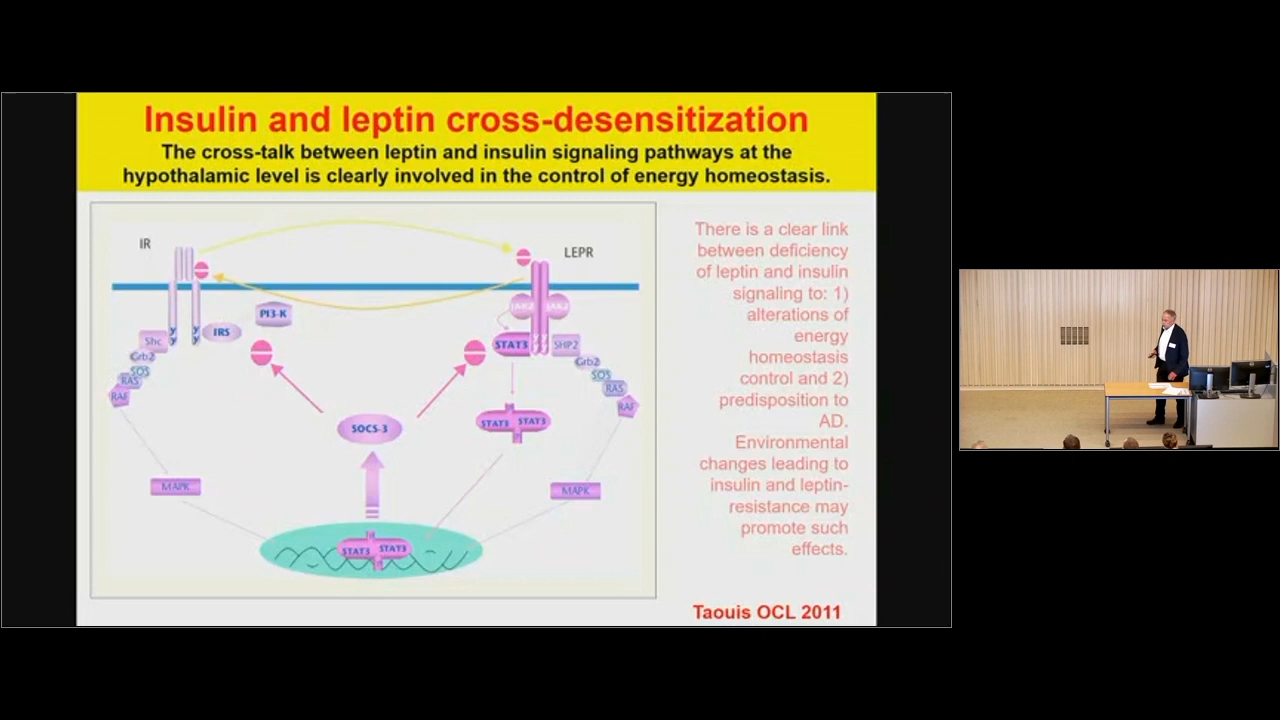 Insulin and leptin cross-desensitization
The cross-talk between leptin and insulin signaling pathways at the
hypothalamic level is clearly involved in the control of energy homeostasis.
IR
LEPR
PI3-K
IRS
Shc
Grb2
SOS
RAS
RAF
y
y
y
y
JAK2
JAK2
STAT3
SHP2
Grb2
SOS
RAS
RAF
STAT3 STAT3
SOCS-3
MAPK
MAPK
STAT3 STAT3
There is a clear link
between deficiency
of leptin and insulin
signaling to: 1)
alterations of
energy
homeostasis
control and 2)
predisposition to
AD.
Environmental
changes leading to
insulin and leptin-
resistance may
promote such
effects.
Taouis OCL 2011